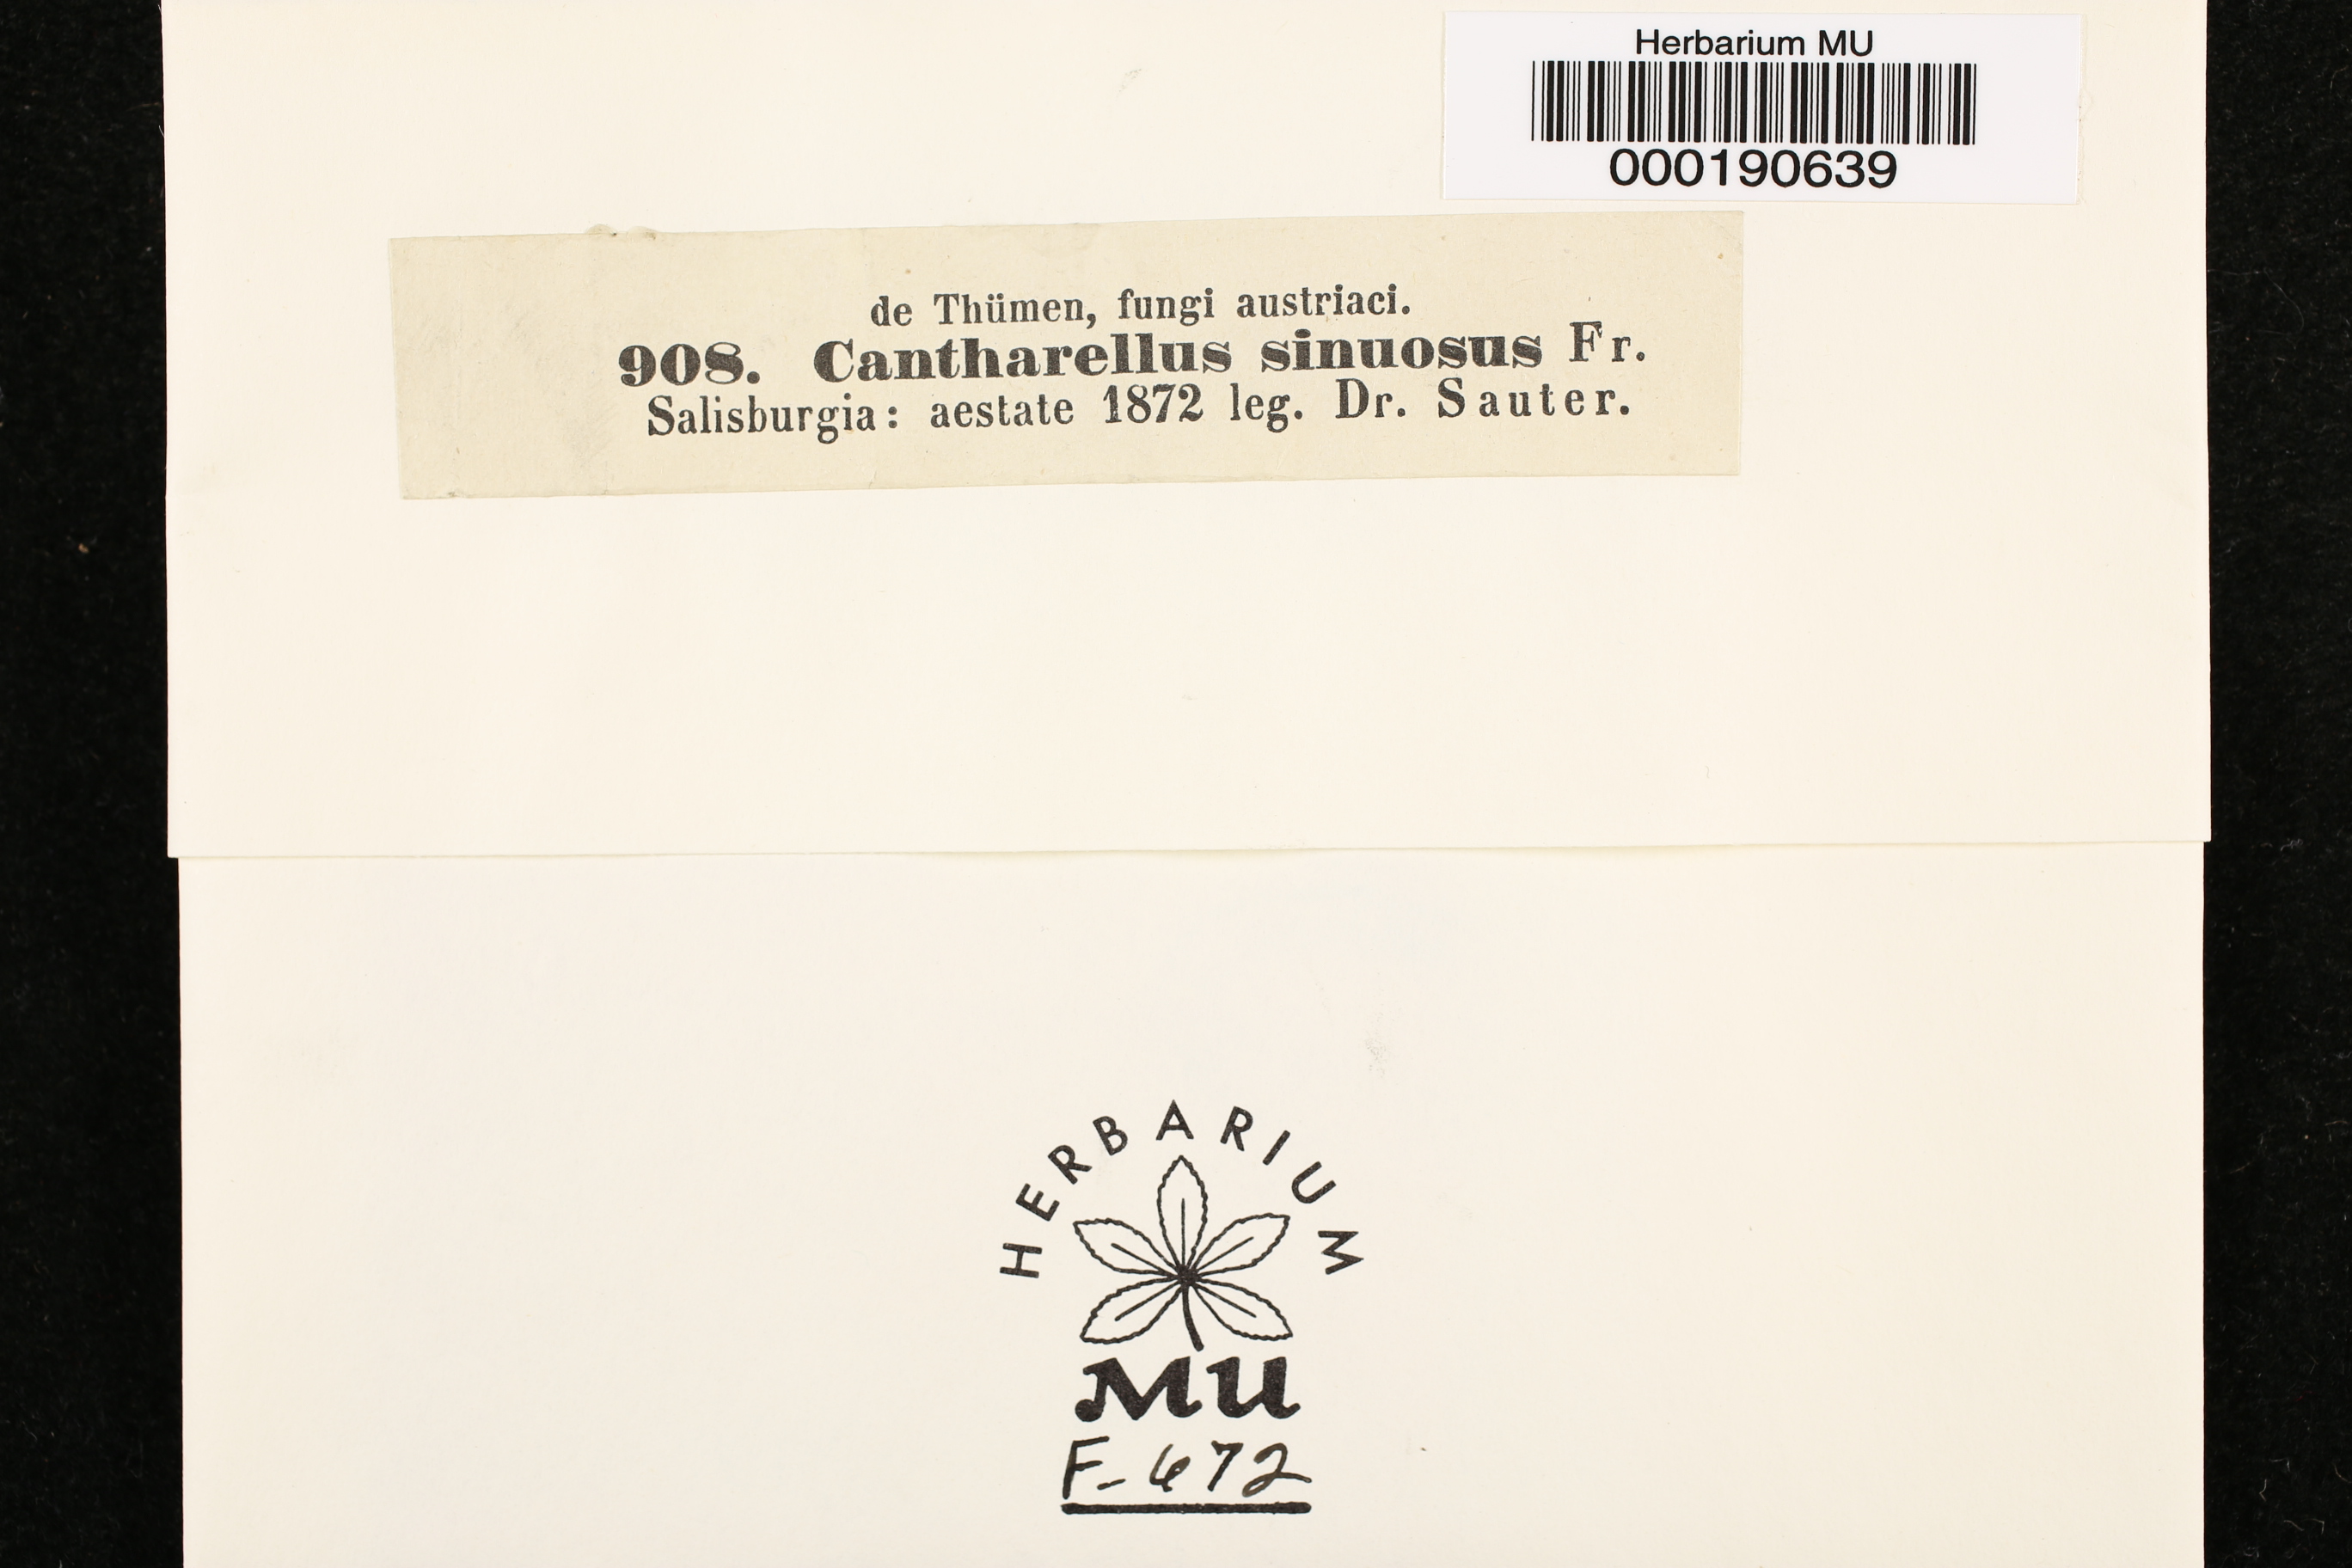 Herbarium MU
000190639
de Thümen, fungi austriaci.
908. Cantharellus sinuosus Fr.
Salisburgia: aestate 1872 leg. Dr. Sauter.
HERBARIUM
MU
F-672